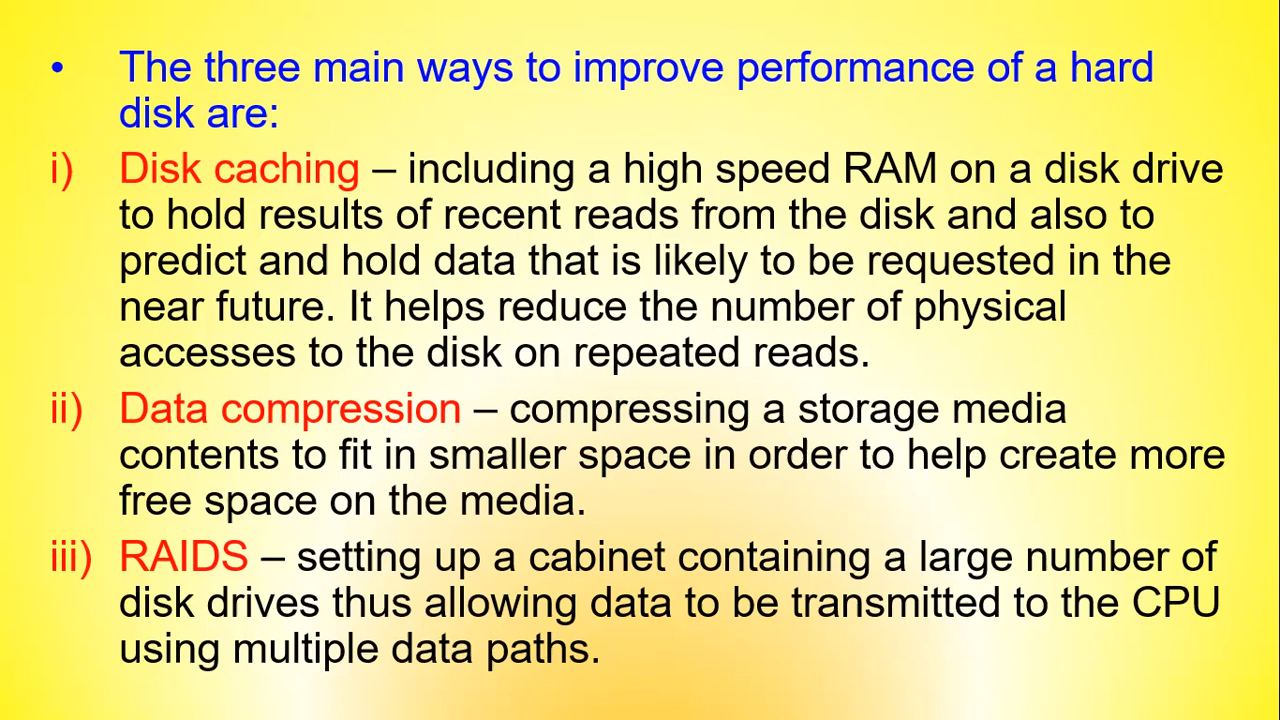 • The three main ways to improve performance of a hard
disk are:
i) Disk caching – including a high speed RAM on a disk drive
to hold results of recent reads from the disk and also to
predict and hold data that is likely to be requested in the
near future. It helps reduce the number of physical
accesses to the disk on repeated reads.
ii) Data compression – compressing a storage media
contents to fit in smaller space in order to help create more
free space on the media.
iii) RAIDS – setting up a cabinet containing a large number of
disk drives thus allowing data to be transmitted to the CPU
using multiple data paths.